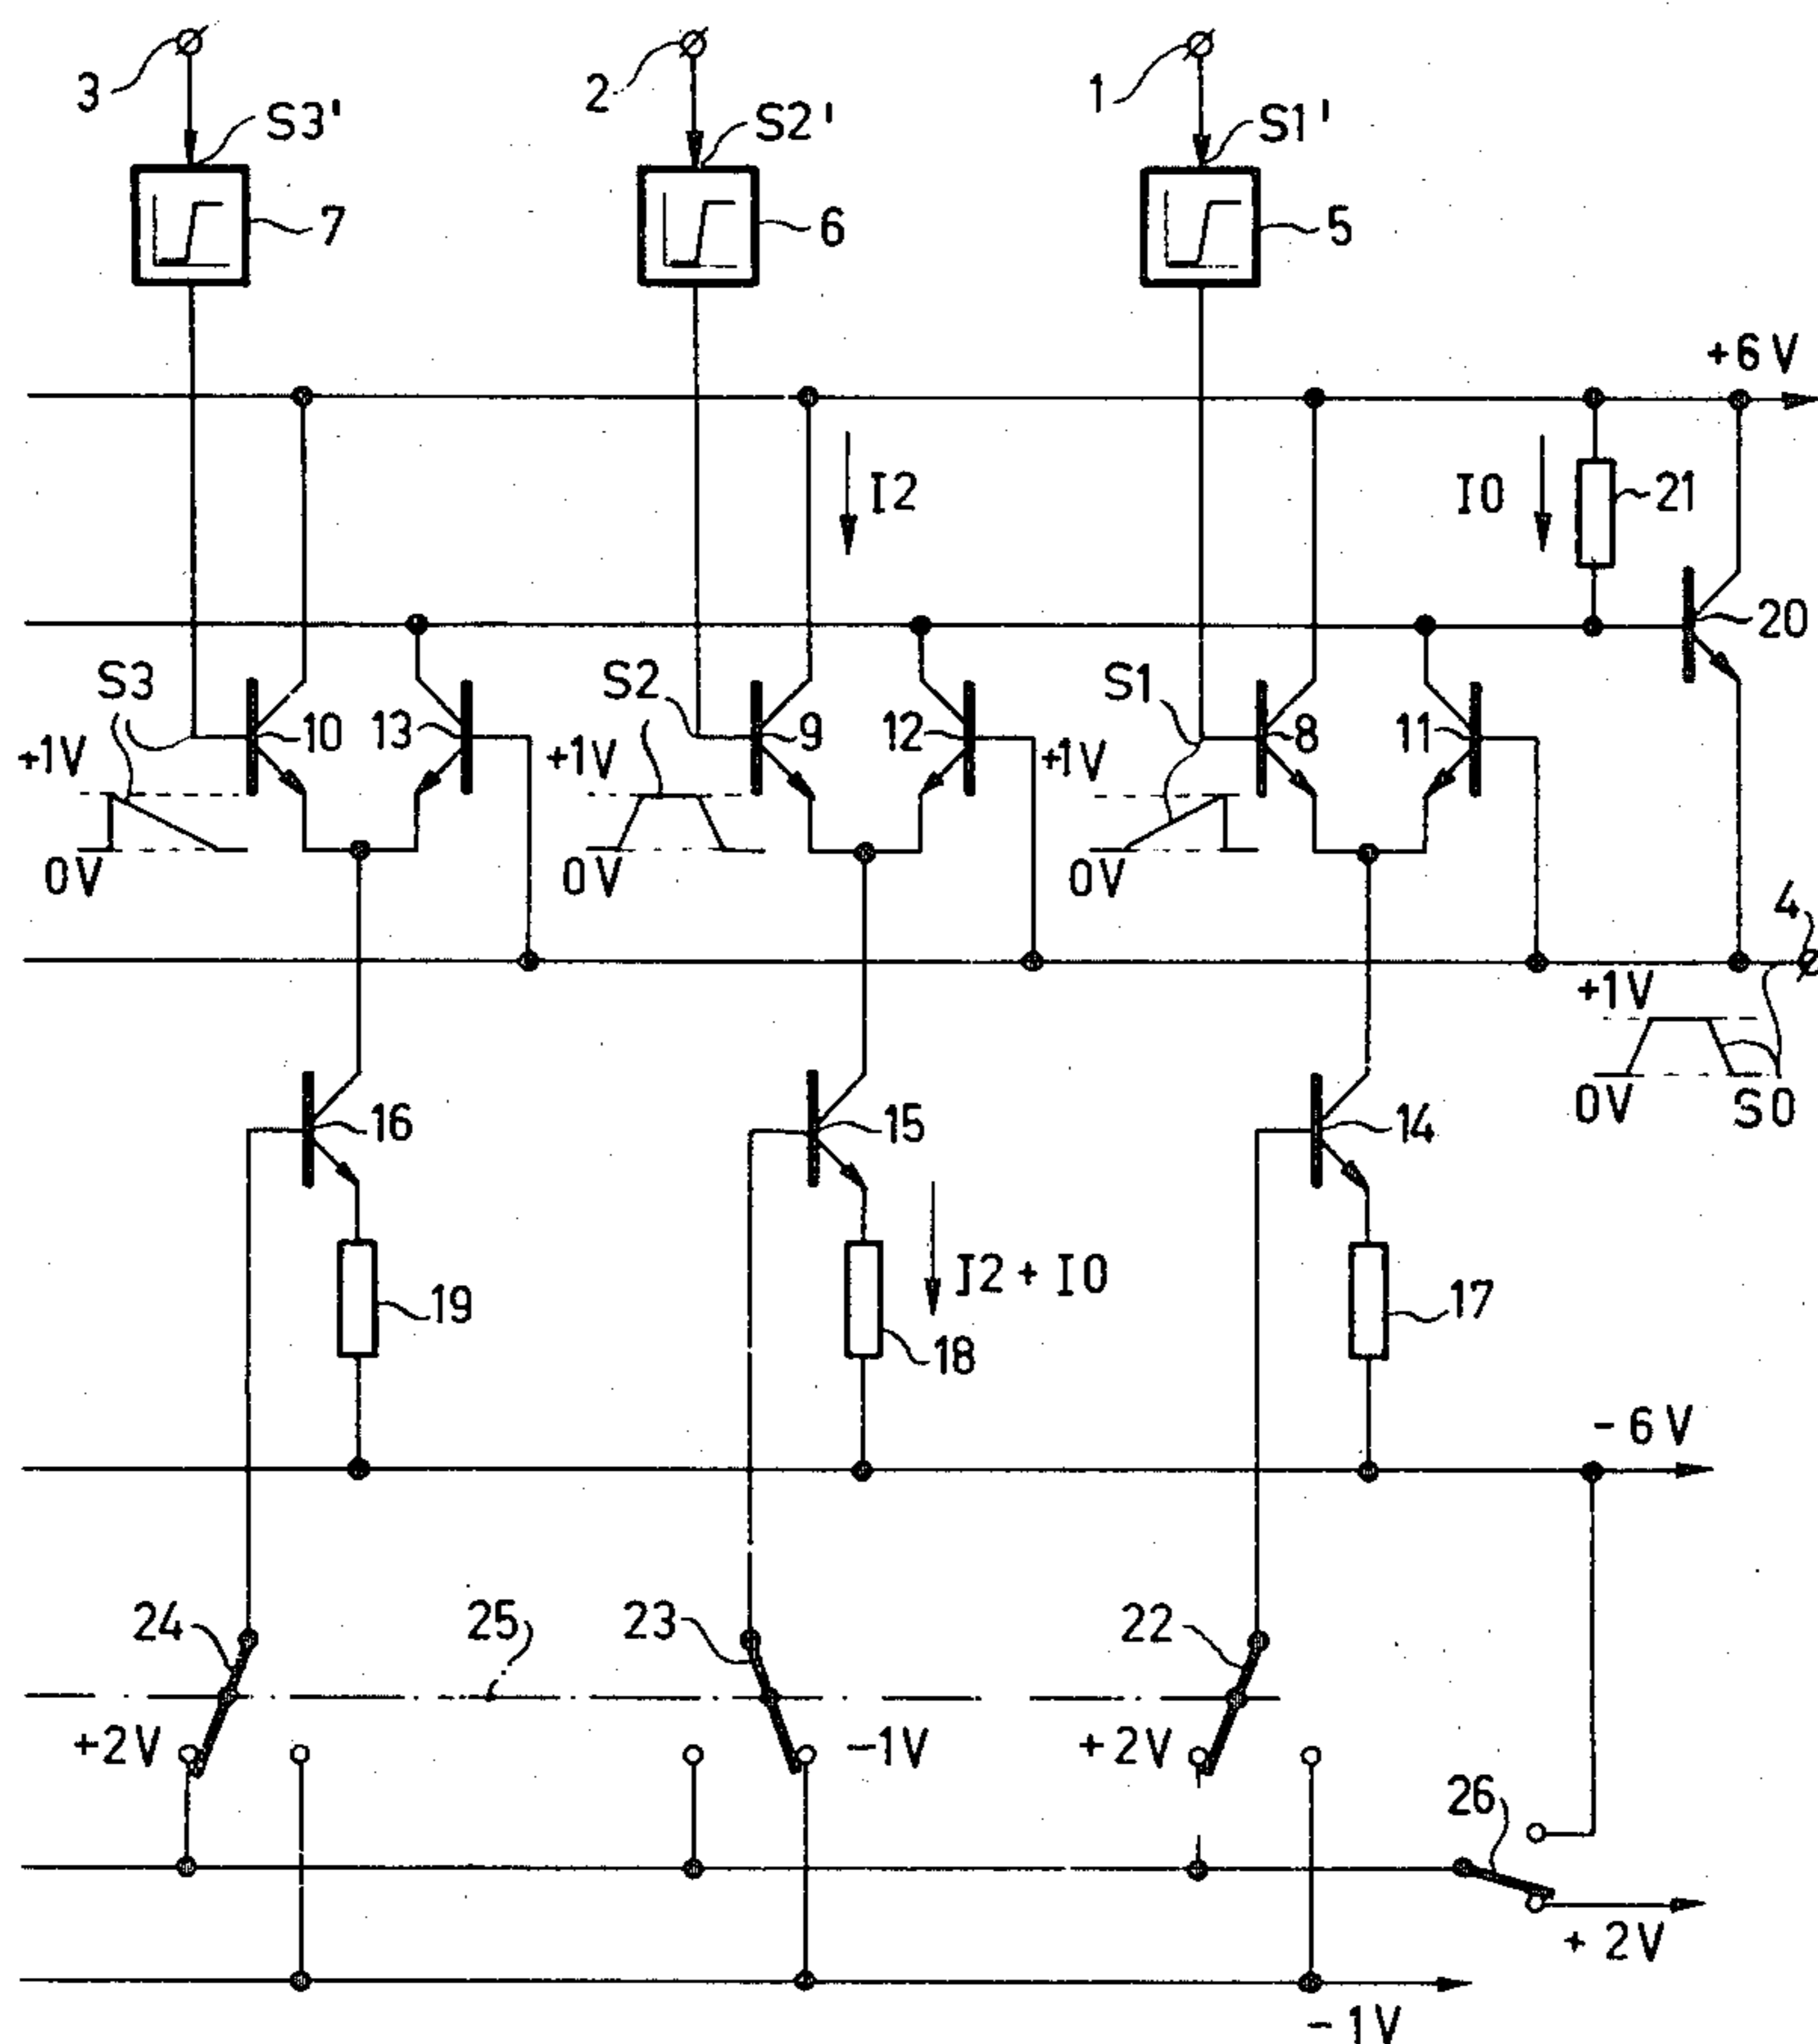 3
2
1
S3'
S2'
S1'
7
6
5
+6V
I2
I0
21
20
S3
10
13
S2
9
12
S1
8
11
+1V
+1V
+1V
0V
0V
0V
4
+1V
0V
S0
16
15
14
19
I2 + I0
18
17
- 6V
24
25
23
22
+2V
-1V
+2V
26
+ 2V
- 1V